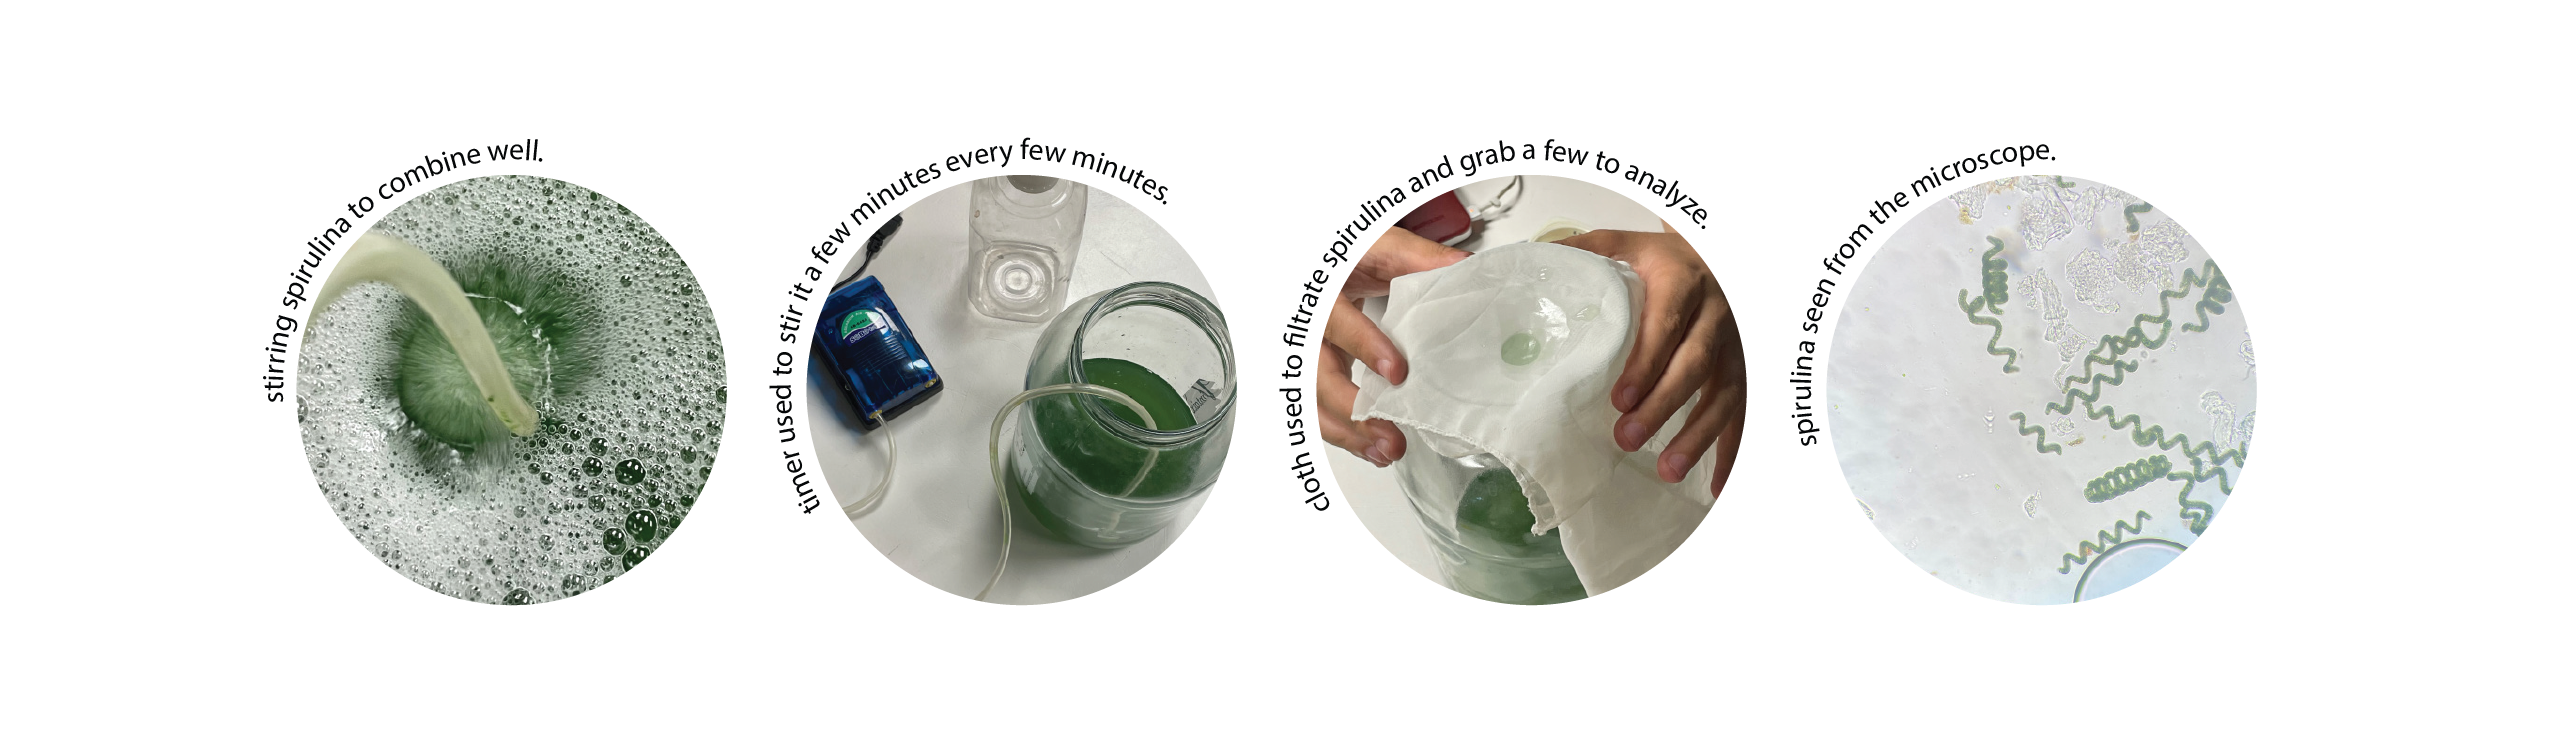 stirring spirulina to combine well.
timer used to stir it a few minutes every few minutes.
cloth used to filtrate spirulina and grab a few to analyze.
spirulina seen from the microscope.